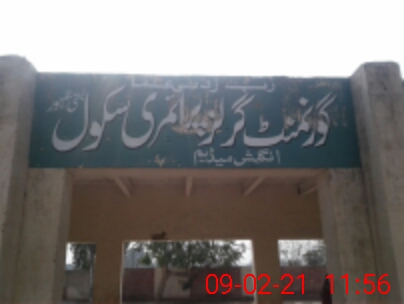 گورنمنٹ گرلز پرائمری سکول
انگلش میڈیم
09-02-21 11:56